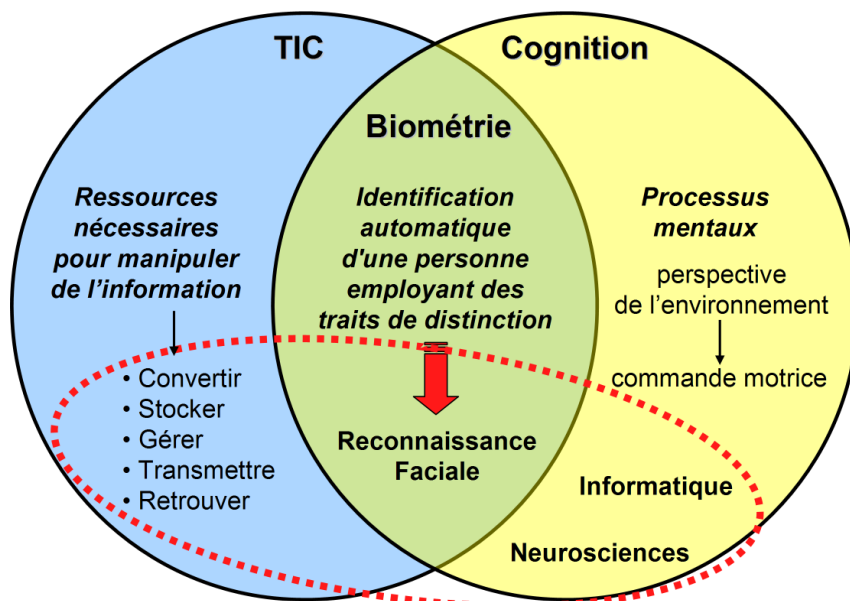 TIC
Cognition
Biométrie
Ressources
nécessaires
pour manipuler
de l’information
Identification
automatique
d'une personne
employant des
traits de distinction
Processus
mentaux
perspective
de l’environnement
commande motrice
• Convertir
• Stocker
• Gérer
• Transmettre
• Retrouver
Reconnaissance
Faciale
Informatique
Neurosciences